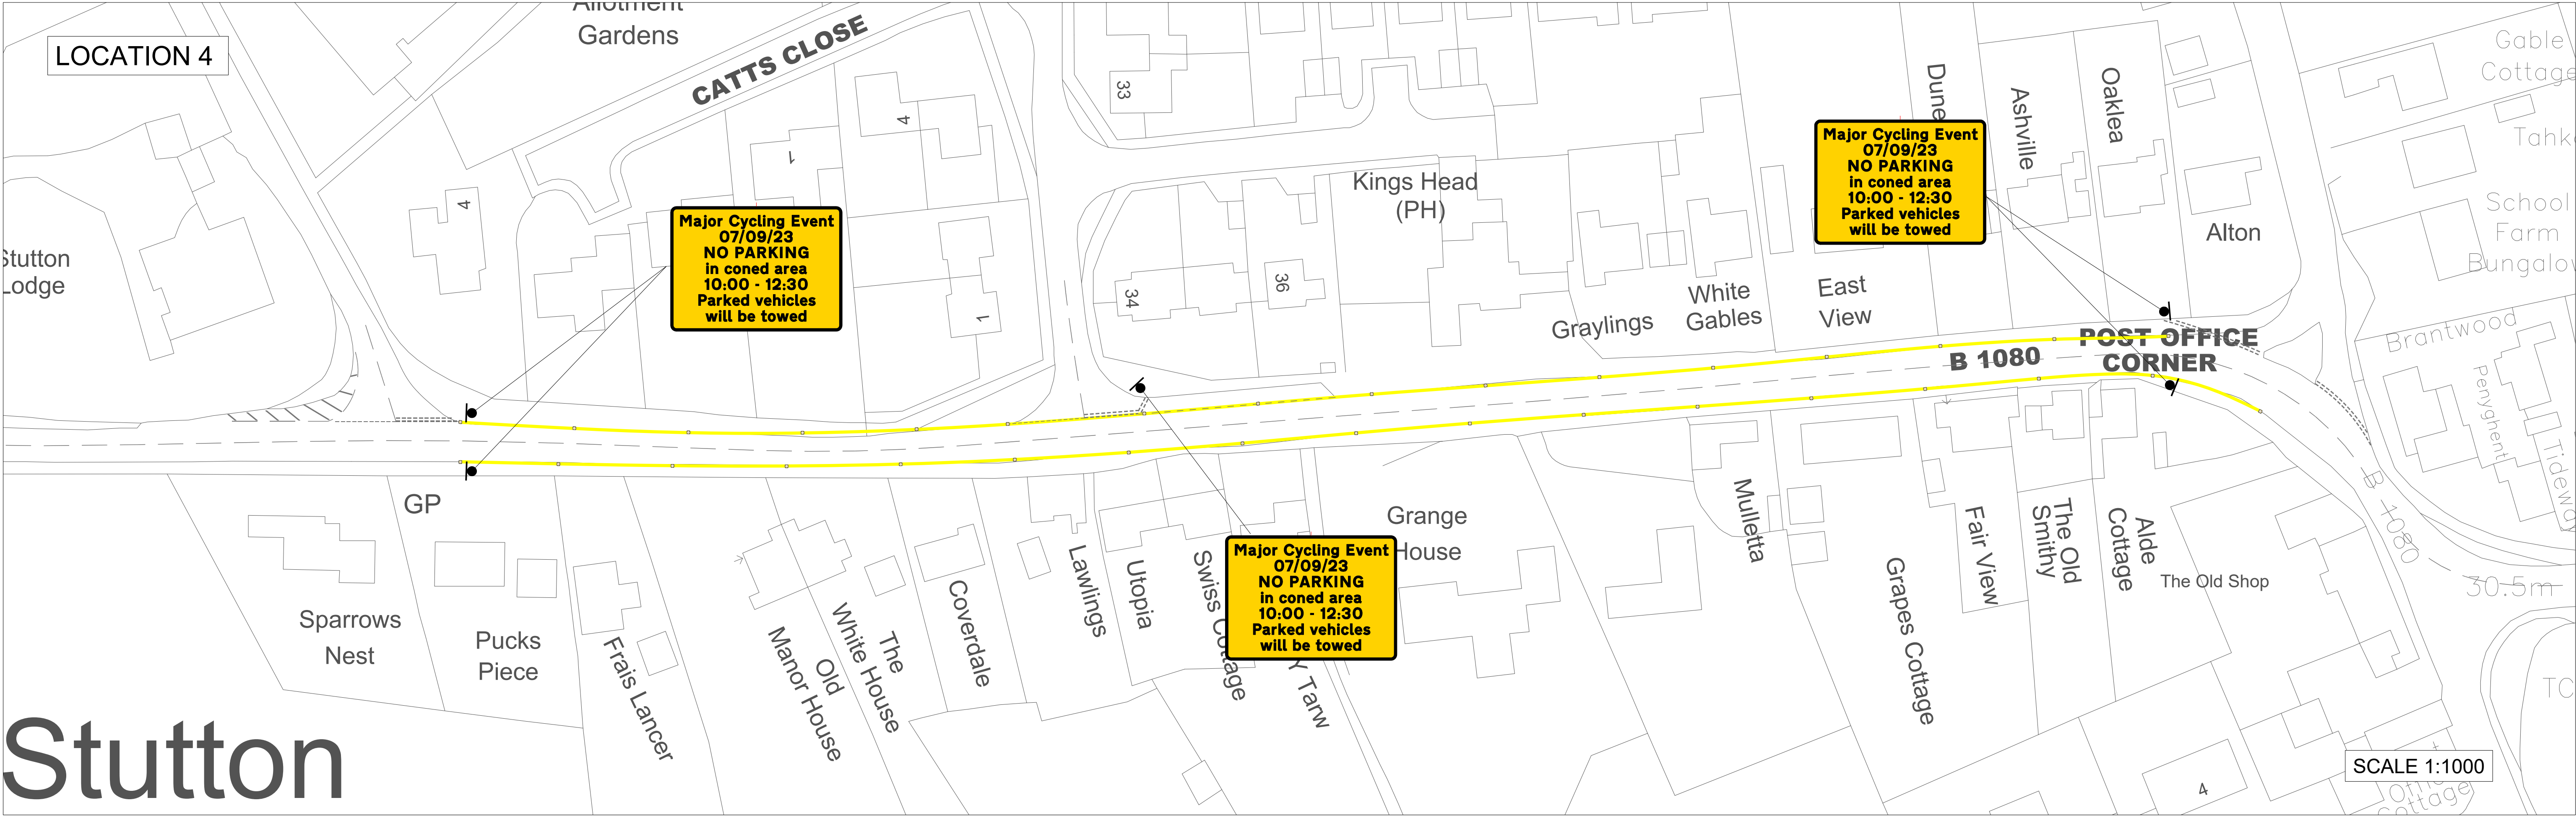 Allotment
Gardens
LOCATION 4
CATTS CLOSE
33
4
1
4
Stutton
Lodge
Major Cycling Event
07/09/23
NO PARKING
in coned area
10:00 - 12:30
Parked vehicles
will be towed
1
34
36
Kings Head
(PH)
Graylings
White
Gables
East
View
Dune
Ashville
Oaklea
Major Cycling Event
07/09/23
NO PARKING
in coned area
10:00 - 12:30
Parked vehicles
will be towed
Alton
Gable
Cottage
School
Farm
Brantwood
Penyghent
B 1080
POST OFFICE
CORNER
B 1080
30.5m
GP
Sparrows
Nest
Pucks
Piece
Frais Lancer
Old
Manor House
The
White House
Coverdale
Lawlings
Utopia
Swiss Cottage
Y Tarw
Major Cycling Event
07/09/23
NO PARKING
in coned area
10:00 - 12:30
Parked vehicles
will be towed
Grange
House
Mulletta
Grapes Cottage
Fair View
The Old
Smithy
Alde
Cottage
The Old Shop
4
Cottage
TC
Stutton
SCALE 1:1000